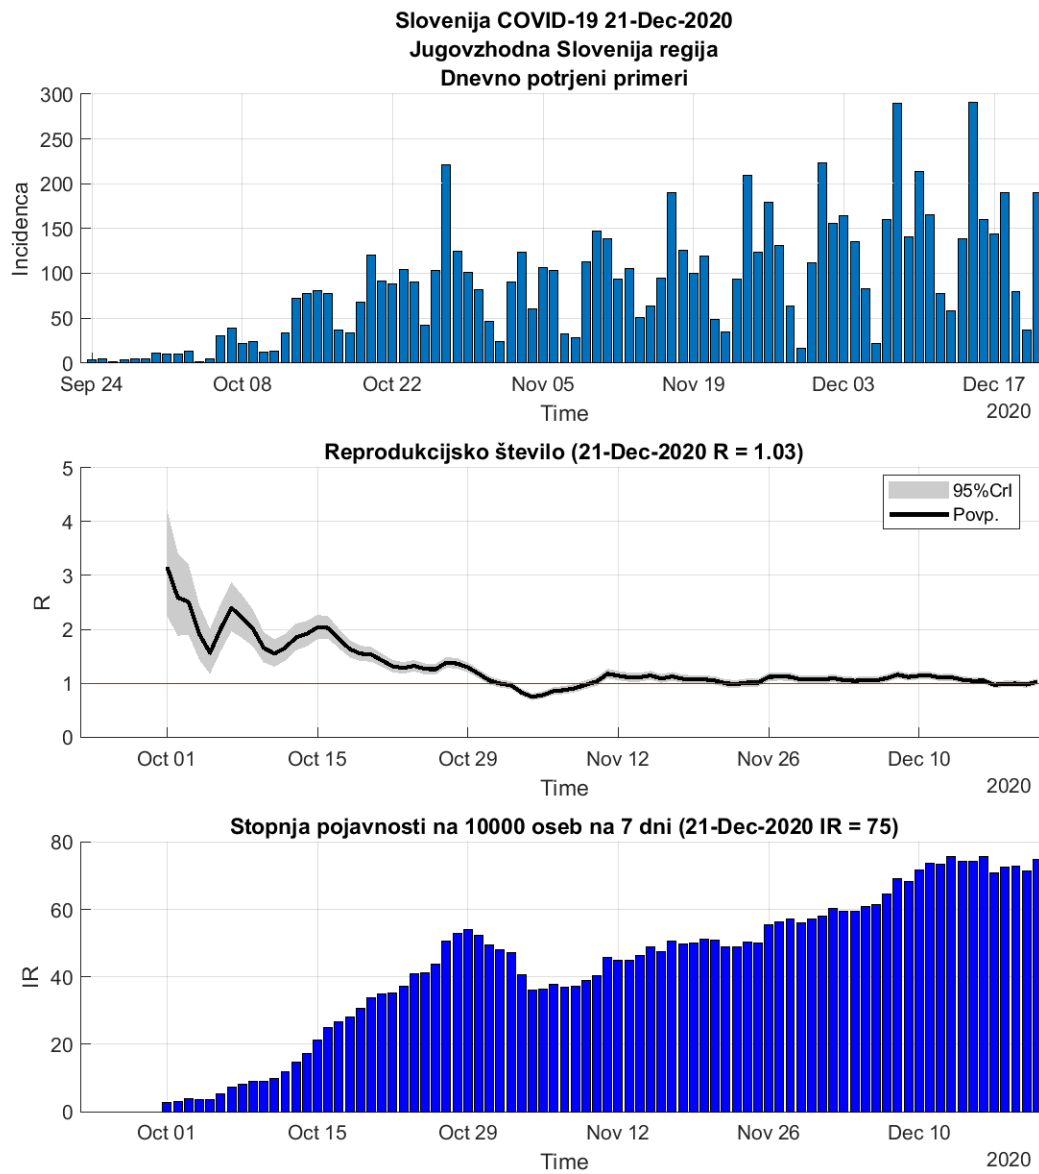 Slovenija COVID-19 21-Dec-2020
Jugovzhodna Slovenija regija
Dnevno potrjeni primeri
300
250
200
150
100
50
0
Incidenca
Sep 24 Oct 08 Oct 22 Nov 05 Nov 19 Dec 03 Dec 17
Time
2020
Reprodukcijsko število (21-Dec-2020 R = 1.03)
5
4
3
2
1
0
R
95%CrI
Povp.
Oct 01 Oct 15 Oct 29 Nov 12 Nov 26 Dec 10
Time
2020
Stopnja pojavnosti na 10000 oseb na 7 dni (21-Dec-2020 IR = 75)
80
60
40
20
0
IR
Oct 01 Oct 15 Oct 29 Nov 12 Nov 26 Dec 10
Time
2020